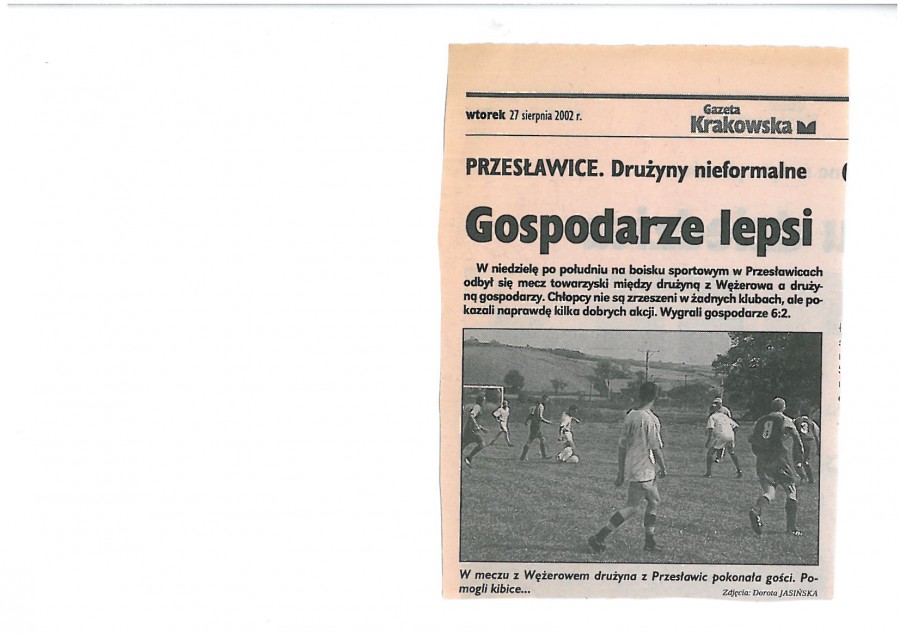 wtorek 27 sierpnia 2002 r.
Gazeta
Krakowska
PRZESŁAWICE. Drużyny nieformalne
Gospodarze lepsi
W niedzielę po południu na boisku sportowym w Przesławicach
odbył się mecz towarzyski między drużyną z Wężerowa a druży-
ną gospodarzy. Chłopcy nie są zrzeszeni w żadnych klubach, ale po-
kazali naprawdę kilka dobrych akcji. Wygrali gospodarze 6:2.
8
3
W meczu z Wężerowem drużyna z Przesławic pokonała gości. Po-
mogli kibice...
Zdjęcia: Dorota JASIŃSKA